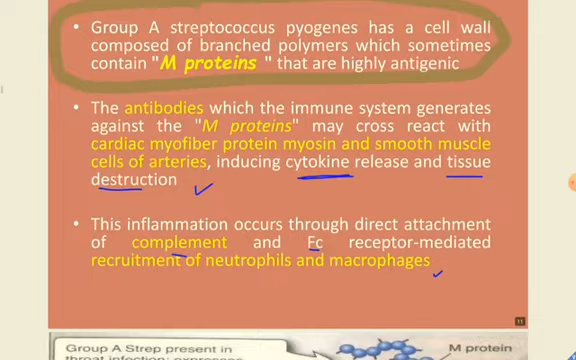 • Group A streptococcus pyogenes has a cell wall
composed of branched polymers which sometimes
contain "M proteins " that are highly antigenic
• The antibodies which the immune system generates
against the "M proteins" may cross react with
cardiac myofiber protein myosin and smooth muscle
cells of arteries, inducing cytokine release and tissue
destruction
• This inflammation occurs through direct attachment
of complement and Fc receptor-mediated
recruitment of neutrophils and macrophages
11
Group A Strep present in
throat infection; expresses
M protein